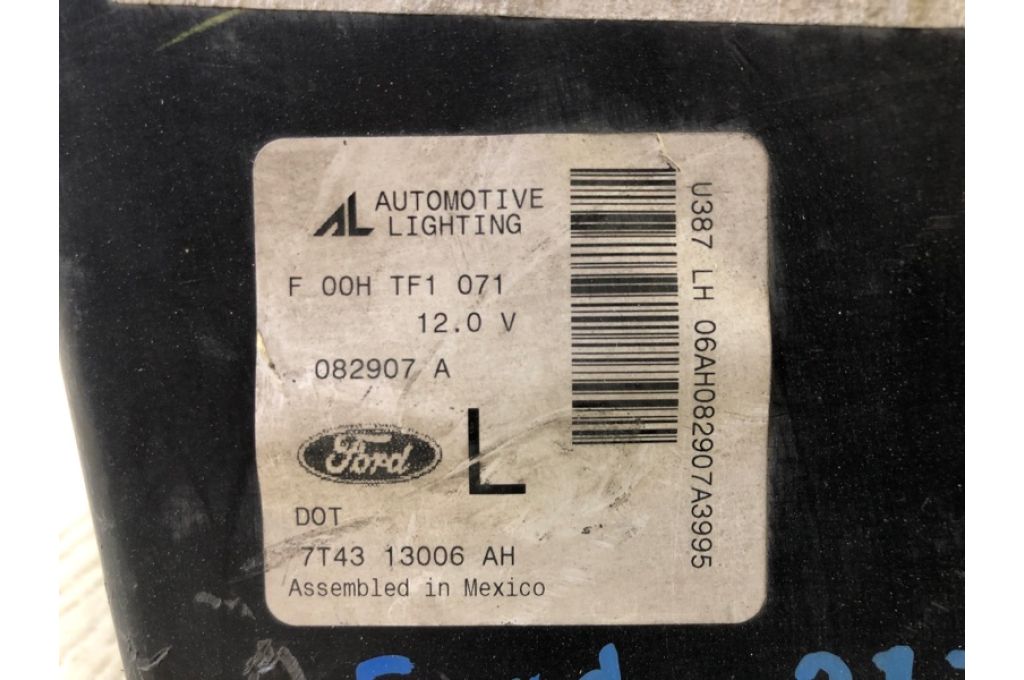 AL AUTOMOTIVE
LIGHTING
F 00H TF1 071
12.0 V
082907 A
Ford
L
DOT
7T43 13006 AH
Assembled in Mexico
U387 LH 06AH082907A3995